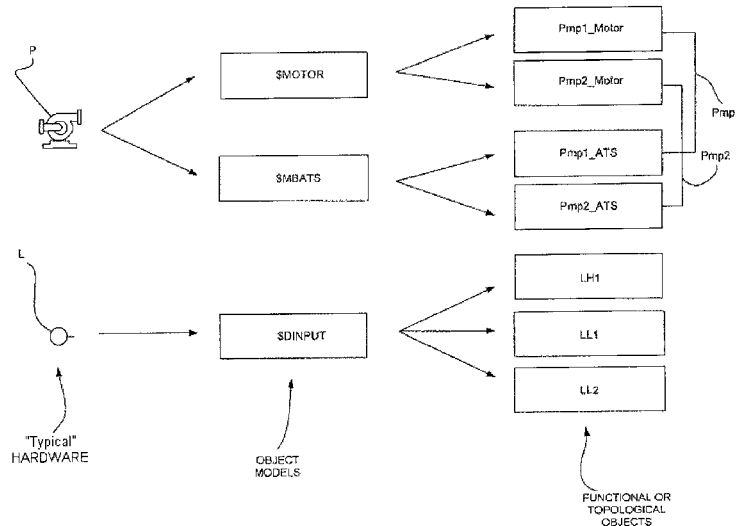 P
$MOTOR
$MBATS
Pmp1_Motor
Pmp2_Motor
Pmp1_ATS
Pmp2_ATS
Pmp
Pmp2
L
$DINPUT
LH1
LL1
LL2
"Typical"
HARDWARE
OBJECT
MODELS
FUNCTIONAL OR
TOPOLOGICAL
OBJECTS